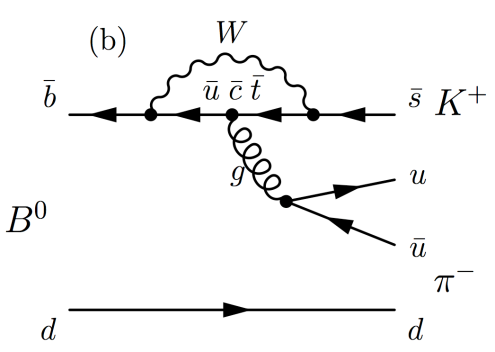 (b) W
b̄ ū c̄ t̄ s̄ K⁺
g u
B⁰ ū
π⁻
d d